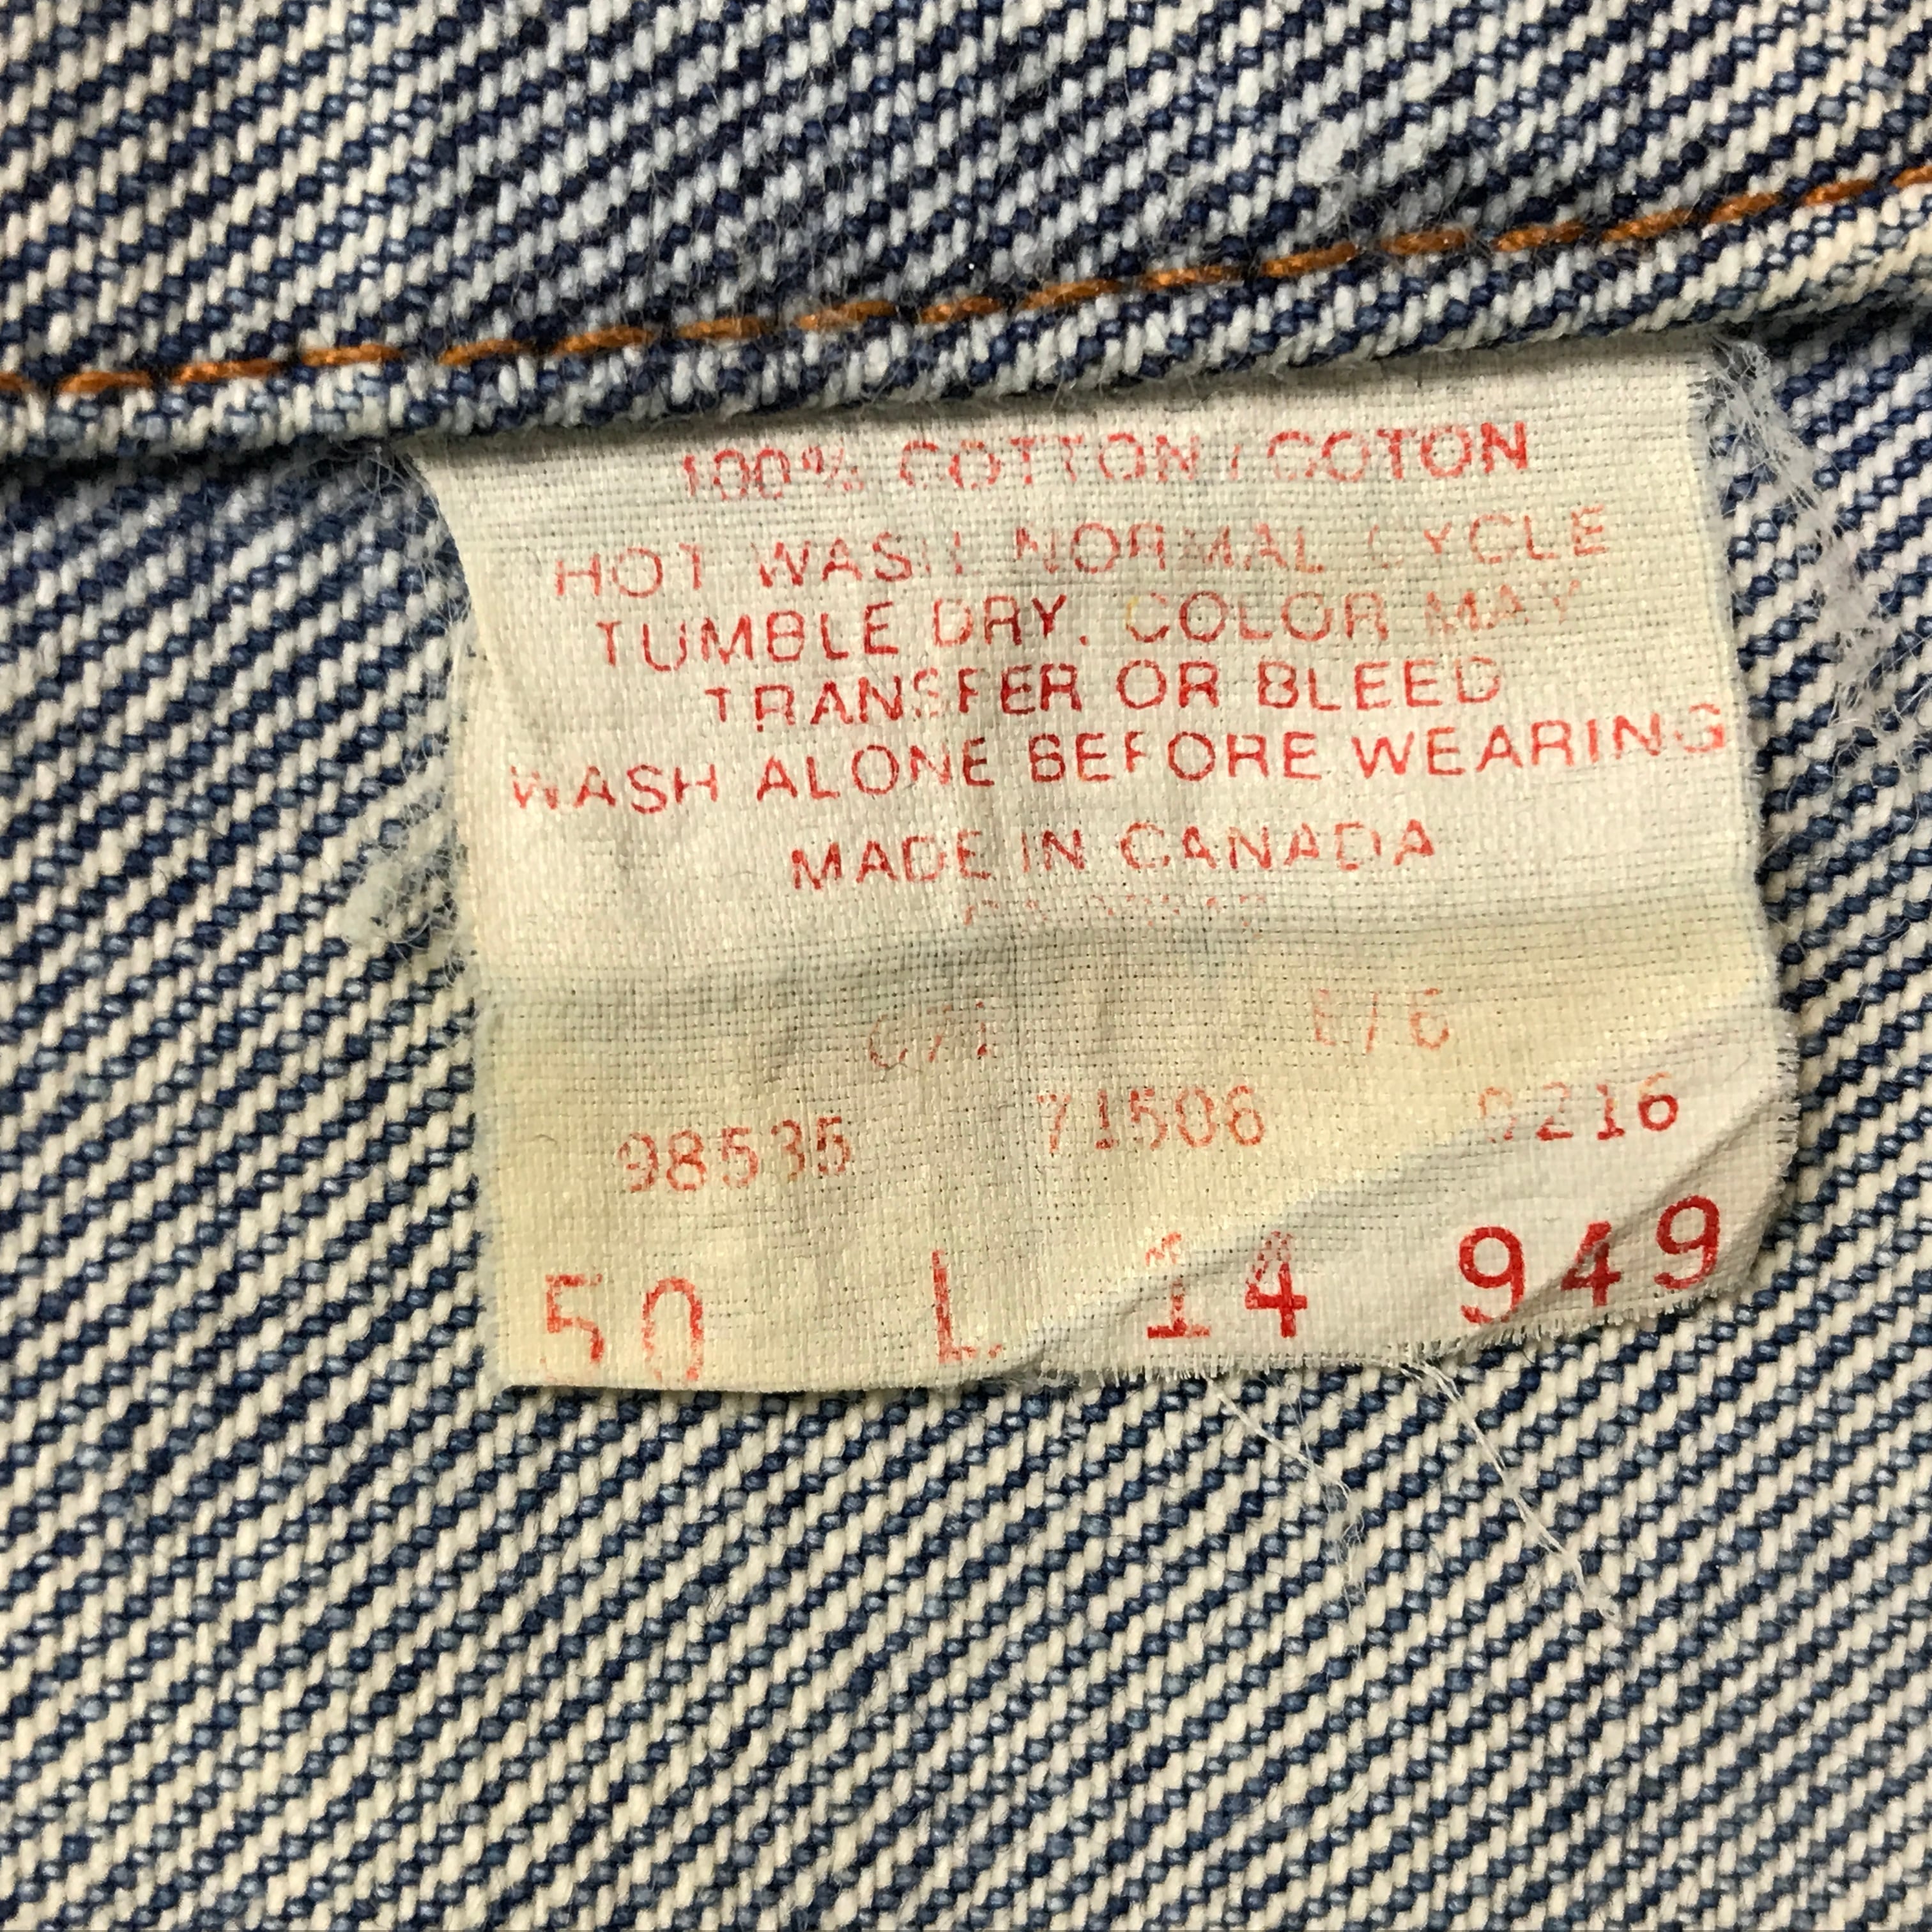 100% COTTON / COTON
HOT WASH NORMAL CYCLE
TUMBLE DRY. COLOR MAY
TRANSFER OR BLEED
WASH ALONE BEFORE WEARING
MADE IN CANADA
98535 71506 0216
50 L 14 949